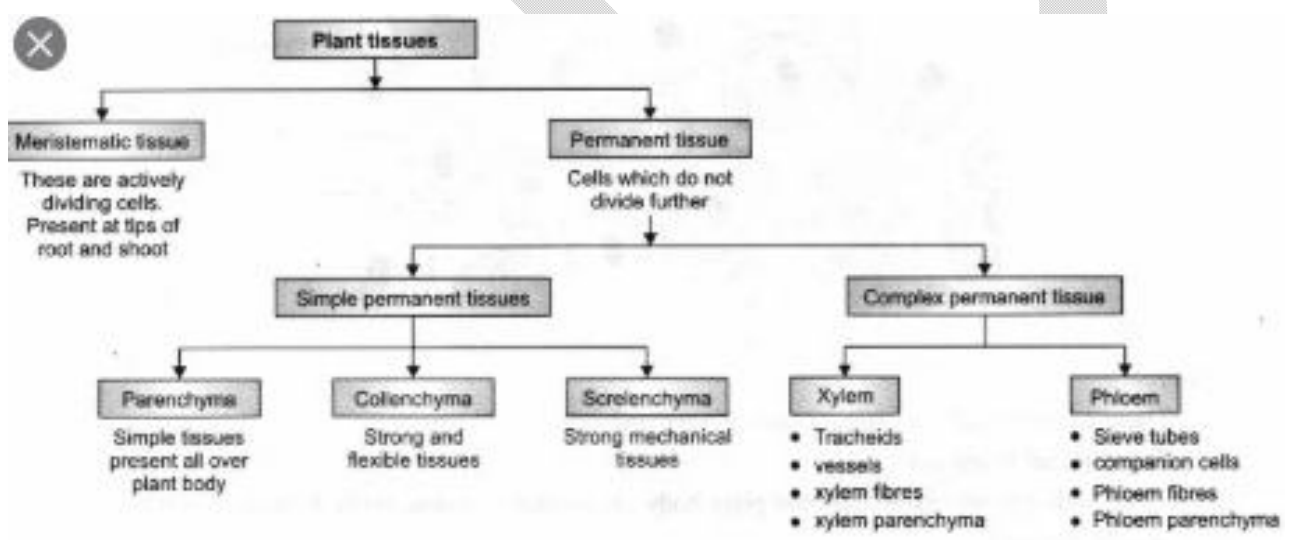 Plant tissues
Meristematic tissue
These are actively
dividing cells.
Present at tips of
root and shoot
Permanent tissue
Cells which do not
divide further
Simple permanent tissues
Complex permanent tissue
Parenchyma
Simple tissues
present all over
plant body
Collenchyma
Strong and
flexible tissues
Screlenchyma
Strong mechanical
tissues
Xylem
• Tracheids
• vessels
• xylem fibres
• xylem parenchyma
Phloem
• Sieve tubes
• companion cells
• Phloem fibres
• Phloem parenchyma